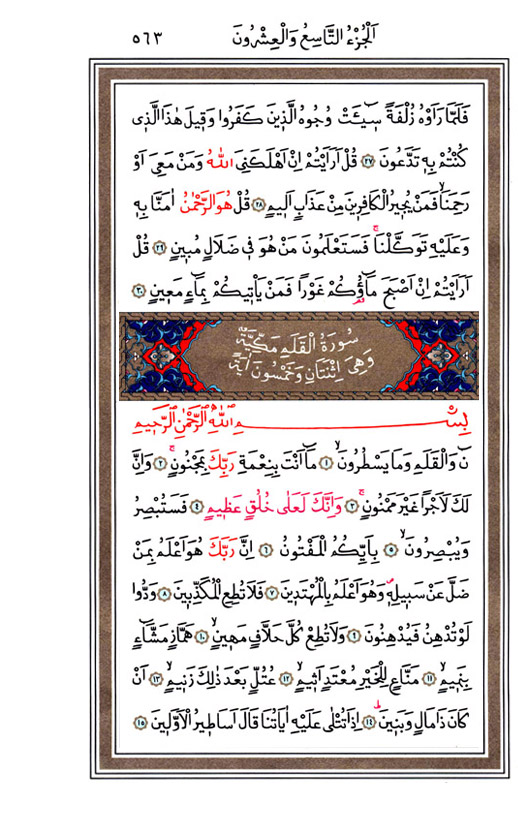 اَلْجُزْءُ التَّاسِعُ وَالْعِشْرُونَ ٥٦٣
فَلَمَّا رَاَوْهُ زُلْفَةً سٖٓيـَٔتْ وُجُوهُ الَّذٖينَ كَفَرُوا وَقٖيلَ هٰذَا الَّذٖى
كُنْتُمْ بِهٖ تَدَّعُونَ ﴿٢٧﴾ قُلْ اَرَاَيْتُمْ اِنْ اَهْلَكَنِىَ اللّٰهُ وَمَنْ مَعِىَ اَوْ
رَحِمَنَاۙ فَمَنْ يُجٖيرُ الْكَافِرٖينَ مِنْ عَذَابٍ اَلٖيمٍ ﴿٢٨﴾ قُلْ هُوَ الرَّحْمٰنُ اٰمَنَّا بِهٖ
وَعَلَيْهِ تَوَكَّلْنَاۚ فَسَتَعْلَمُونَ مَنْ هُوَ فٖى ضَلَالٍ مُبٖينٍ ﴿٢٩﴾ قُلْ
اَرَاَيْتُمْ اِنْ اَصْبَحَ مَٓاؤُ۬كُمْ غَوْرًا فَمَنْ يَاْتٖيكُمْ بِمَٓاءٍ مَعٖينٍ ﴿٣٠﴾
سُورَةُ الْقَلَمِ مَكِّيَّةٌ
وَهِىَ اِثْنَتَانِ وَخَمْسُونَ اٰيَةً
بِسْمِ اللّٰهِ الرَّحْمٰنِ الرَّحٖيمِ
نٓ وَالْقَلَمِ وَمَا يَسْطُرُونَۙ ﴿١﴾ مَٓا اَنْتَ بِنِعْمَةِ رَبِّكَ بِمَجْنُونٍۚ ﴿٢﴾ وَاِنَّ
لَكَ لَاَجْرًا غَيْرَ مَمْنُونٍۚ ﴿٣﴾ وَاِنَّكَ لَعَلٰى خُلُقٍ عَظٖيمٍ ﴿٤﴾ فَسَتُبْصِرُ
وَيُبْصِرُونَۙ ﴿٥﴾ بِاَيِّكُمُ الْمَفْتُونُ ﴿٦﴾ اِنَّ رَبَّكَ هُوَ اَعْلَمُ بِمَنْ
ضَلَّ عَنْ سَبٖيلِهٖ وَهُوَ اَعْلَمُ بِالْمُهْتَدٖينَ ﴿٧﴾ فَلَا تُطِعِ الْمُكَذِّبٖينَ ﴿٨﴾ وَدُّوا
لَوْ تُدْهِنُ فَيُدْهِنُونَ ﴿٩﴾ وَلَا تُطِعْ كُلَّ حَلَّافٍ مَهٖينٍۙ ﴿١٠﴾ هَمَّازٍ مَشَّٓاءٍ
بِنَمٖيمٍۙ ﴿١١﴾ مَنَّاعٍ لِلْخَيْرِ مُعْتَدٍ اَثٖيمٍۙ ﴿١٢﴾ عُتُلٍّ بَعْدَ ذٰلِكَ زَنٖيمٍۙ ﴿١٣﴾ اَنْ
كَانَ ذَا مَالٍ وَبَنٖينَۜ ﴿١٤﴾ اِذَا تُتْلٰى عَلَيْهِ اٰيَاتُنَا قَالَ اَسَاطٖيرُ الْاَوَّلٖينَ ﴿١٥﴾